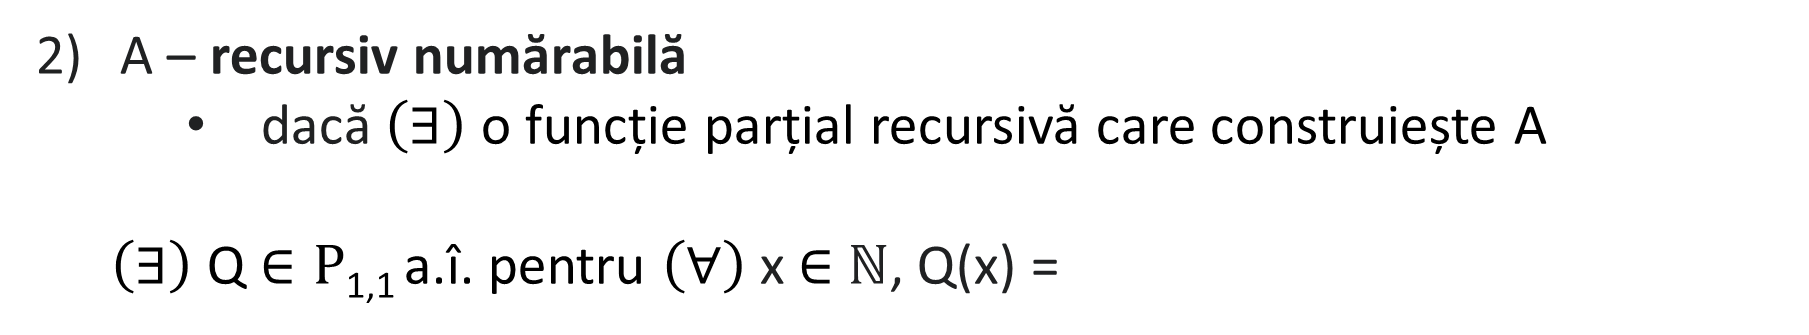 2) A – recursiv numărabilă
• dacă (∃) o funcție parțial recursivă care construiește A
(∃) Q ∈ P₁,₁ a.î. pentru (∀) x ∈ ℕ, Q(x) =